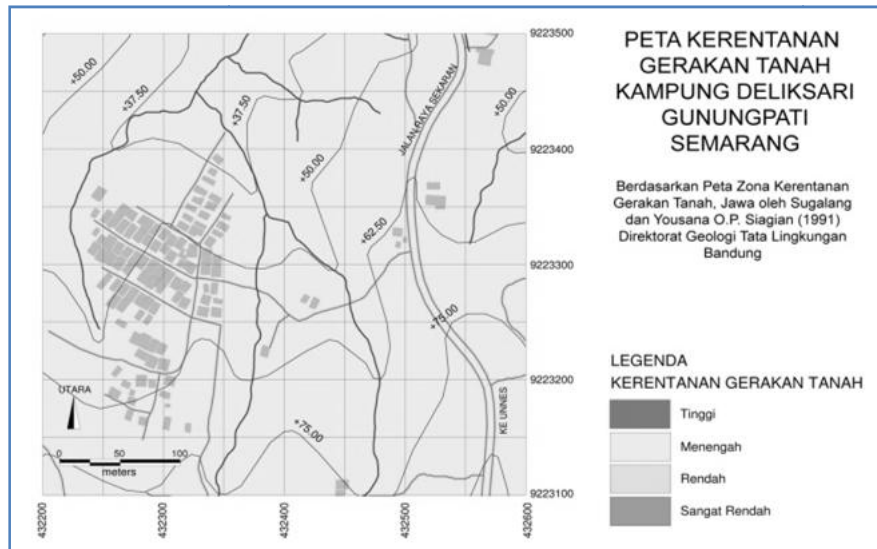 PETA KERENTANAN
GERAKAN TANAH
KAMPUNG DELIKSARI
GUNUNGPATI
SEMARANG
Berdasarkan Peta Zona Kerentanan
Gerakan Tanah, Jawa oleh Sugalang
dan Yousana O.P. Siagian (1991)
Direktorat Geologi Tata Lingkungan
Bandung
LEGENDA
KERENTANAN GERAKAN TANAH
Tinggi
Menengah
Rendah
Sangat Rendah
9223500
9223400
9223300
9223200
9223100
432200
432300
432400
432500
432600
+50.00
+37.50
+37.50
+50.00
+50.00
+62.50
+75.00
+75.00
JALAN RAYA SEKARAN
KE UNNES
UTARA
0 50 100
meters